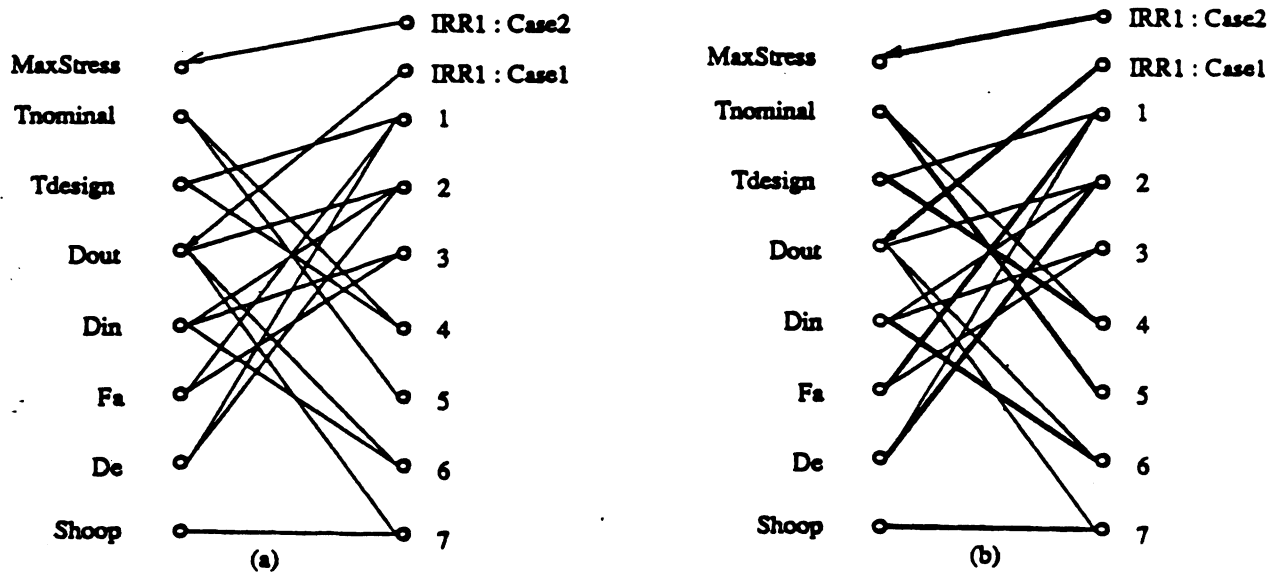 IRR1 : Case2
MaxStress
IRR1 : Case1
Tnominal
1
Tdesign
2
Dout
3
Din
4
Fa
5
De
6
Shoop
7
(a)
IRR1 : Case2
MaxStress
IRR1 : Case1
Tnominal
1
Tdesign
2
Dout
3
Din
4
Fa
5
De
6
Shoop
7
(b)